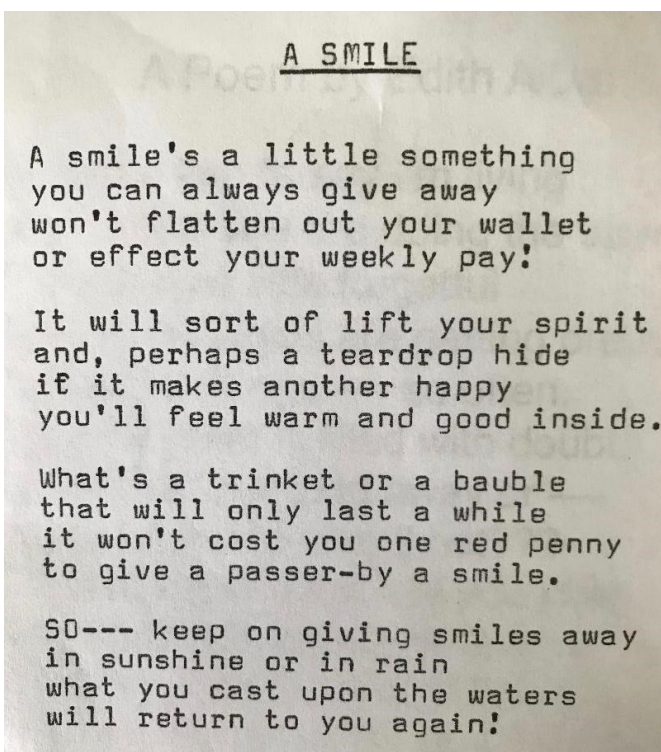 A SMILE
A smile's a little something
you can always give away
won't flatten out your wallet
or effect your weekly pay!
It will sort of lift your spirit
and, perhaps a teardrop hide
if it makes another happy
you'll feel warm and good inside.
What's a trinket or a bauble
that will only last a while
it won't cost you one red penny
to give a passer-by a smile.
SO--- keep on giving smiles away
in sunshine or in rain
what you cast upon the waters
will return to you again!